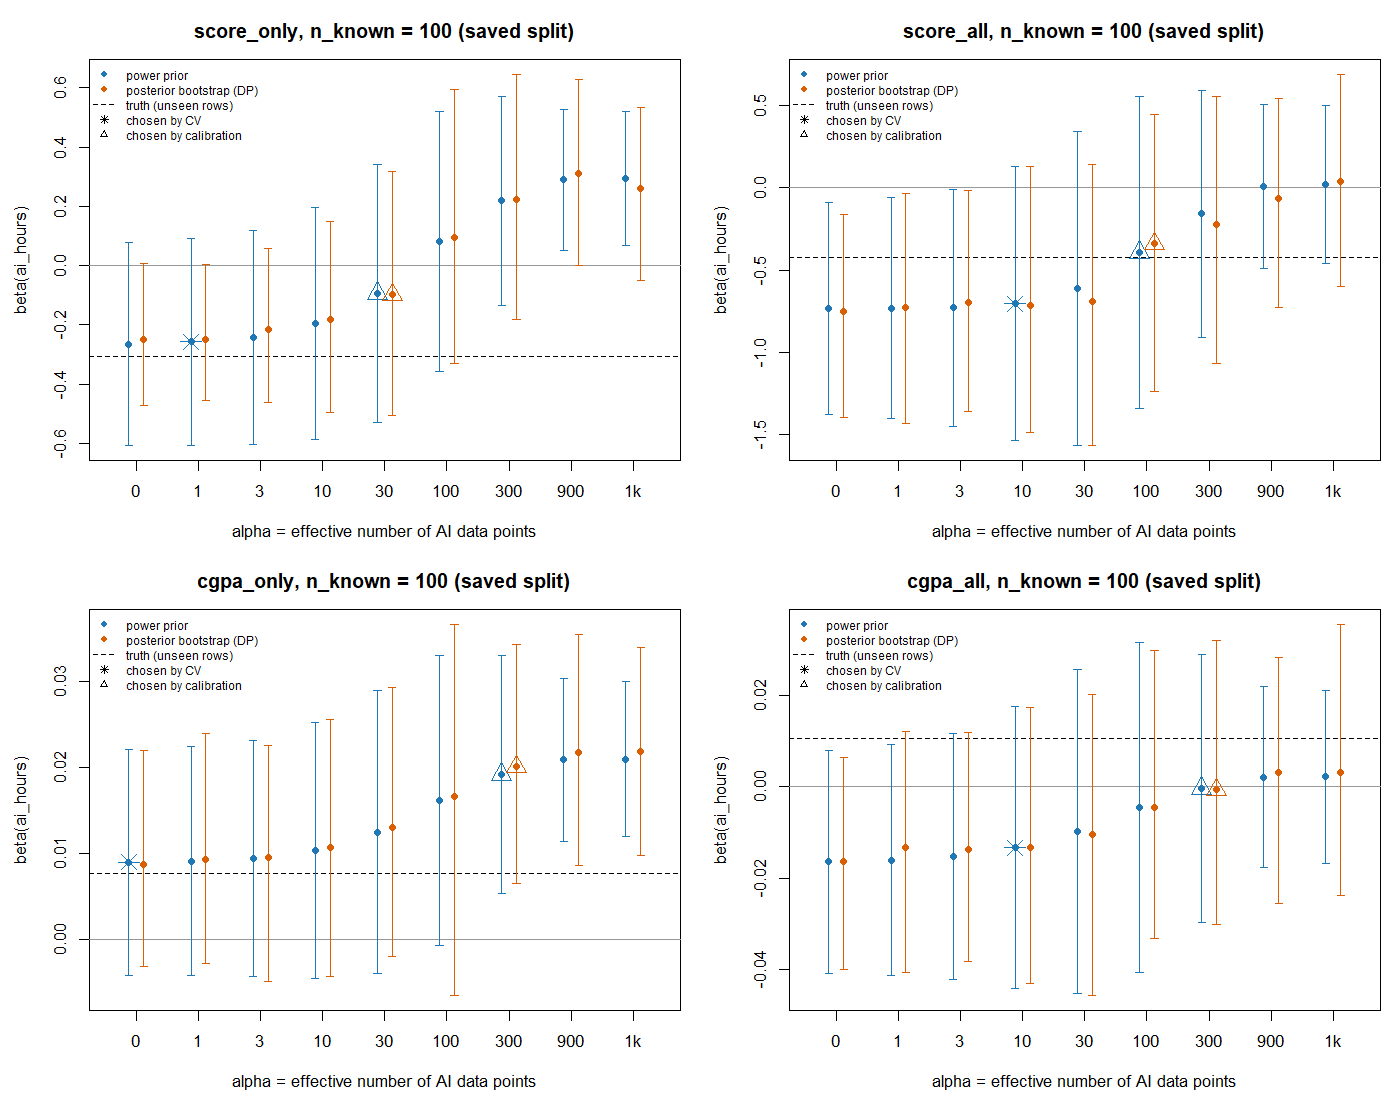 score_only, n_known = 100 (saved split)
power prior
posterior bootstrap (DP)
truth (unseen rows)
chosen by CV
chosen by calibration
beta(ai_hours)
0.6
0.4
0.2
0.0
-0.2
-0.4
-0.6
0 1 3 10 30 100 300 900 1k
alpha = effective number of AI data points
score_all, n_known = 100 (saved split)
power prior
posterior bootstrap (DP)
truth (unseen rows)
chosen by CV
chosen by calibration
beta(ai_hours)
0.5
0.0
-0.5
-1.0
-1.5
0 1 3 10 30 100 300 900 1k
alpha = effective number of AI data points
cgpa_only, n_known = 100 (saved split)
power prior
posterior bootstrap (DP)
truth (unseen rows)
chosen by CV
chosen by calibration
beta(ai_hours)
0.03
0.02
0.01
0.00
0 1 3 10 30 100 300 900 1k
alpha = effective number of AI data points
cgpa_all, n_known = 100 (saved split)
power prior
posterior bootstrap (DP)
truth (unseen rows)
chosen by CV
chosen by calibration
beta(ai_hours)
0.02
0.00
-0.02
-0.04
0 1 3 10 30 100 300 900 1k
alpha = effective number of AI data points